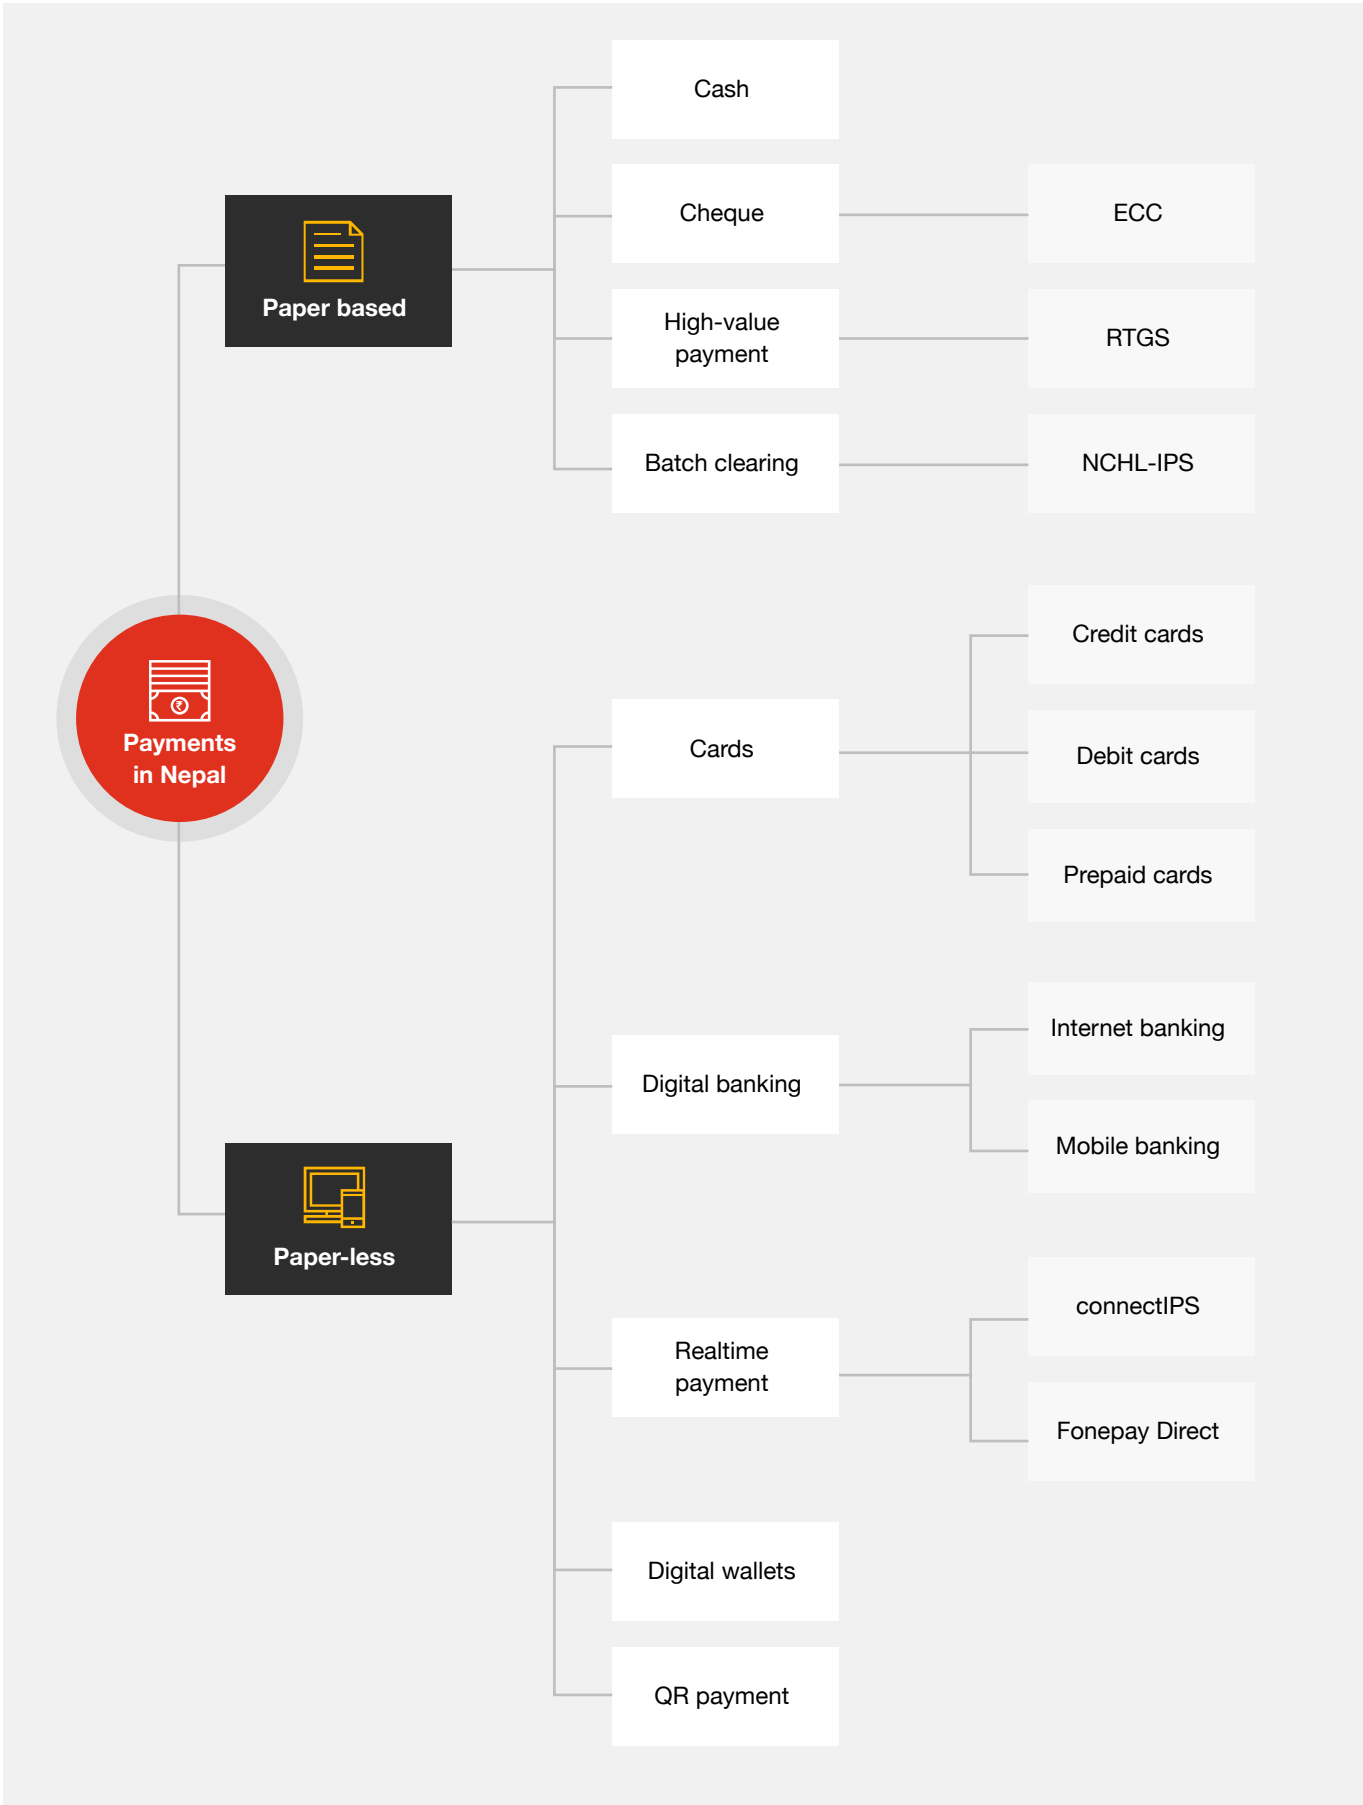 Payments
in Nepal
Paper based
Cash
Cheque
ECC
High-value
payment
RTGS
Batch clearing
NCHL-IPS
Paper-less
Cards
Credit cards
Debit cards
Prepaid cards
Digital banking
Internet banking
Mobile banking
Realtime
payment
connectIPS
Fonepay Direct
Digital wallets
QR payment